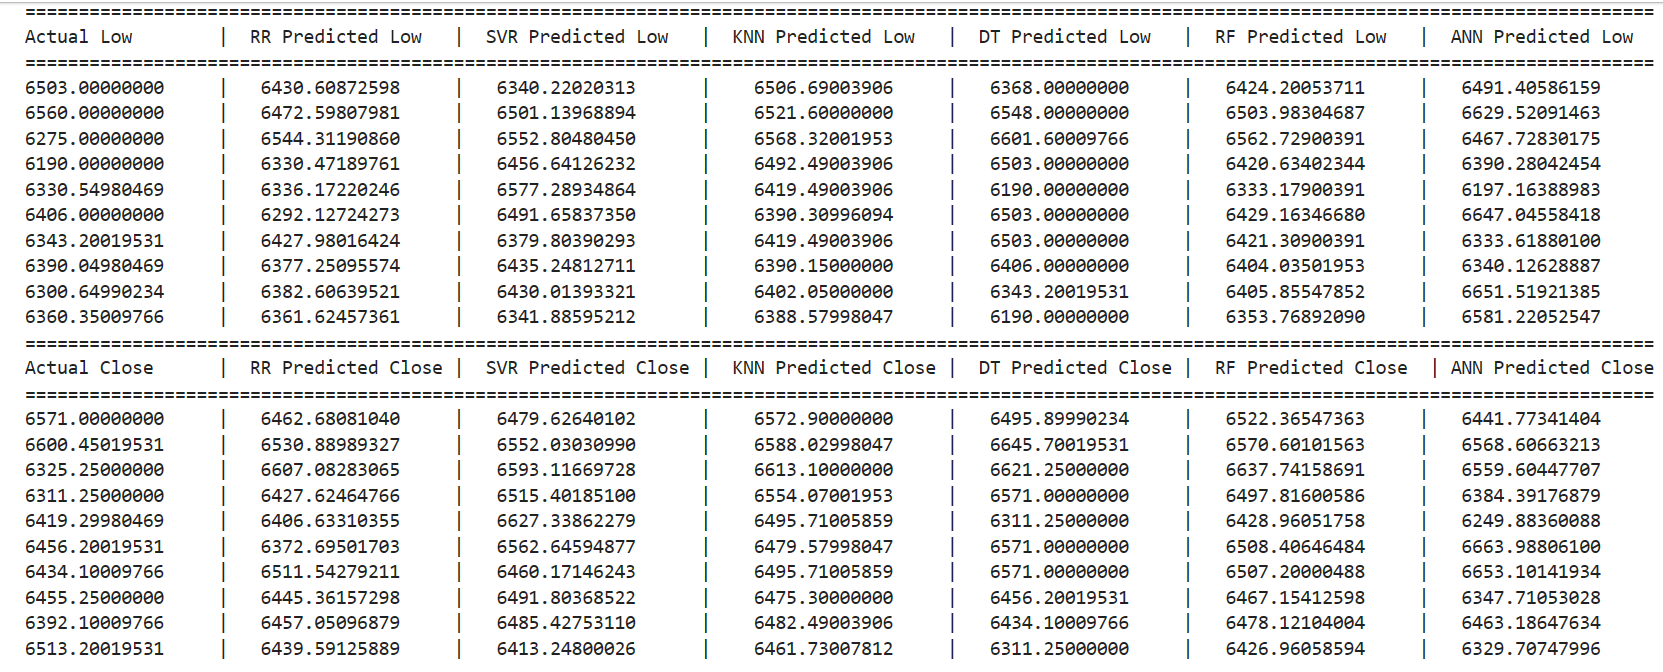 ================================================================================
Actual Low | RR Predicted Low | SVR Predicted Low | KNN Predicted Low | DT Predicted Low | RF Predicted Low | ANN Predicted Low
================================================================================
6503.00000000 | 6430.60872598 | 6340.22020313 | 6506.69003906 | 6368.00000000 | 6424.20053711 | 6491.40586159
6560.00000000 | 6472.59807981 | 6501.13968894 | 6521.60000000 | 6548.00000000 | 6503.98304687 | 6629.52091463
6275.00000000 | 6544.31190860 | 6552.80480450 | 6568.32001953 | 6601.60009766 | 6562.72900391 | 6467.72830175
6190.00000000 | 6330.47189761 | 6456.64126232 | 6492.49003906 | 6503.00000000 | 6420.63402344 | 6390.28042454
6330.54980469 | 6336.17220246 | 6577.28934864 | 6419.49003906 | 6190.00000000 | 6333.17900391 | 6197.16388983
6406.00000000 | 6292.12724273 | 6491.65837350 | 6390.30996094 | 6503.00000000 | 6429.16346680 | 6647.04558418
6343.20019531 | 6427.98016424 | 6379.80390293 | 6419.49003906 | 6503.00000000 | 6421.30900391 | 6333.61880100
6390.04980469 | 6377.25095574 | 6435.24812711 | 6390.15000000 | 6406.00000000 | 6404.03501953 | 6340.12628887
6300.64990234 | 6382.60639521 | 6430.01393321 | 6402.05000000 | 6343.20019531 | 6405.85547852 | 6651.51921385
6360.35009766 | 6361.62457361 | 6341.88595212 | 6388.57998047 | 6190.00000000 | 6353.76892090 | 6581.22052547
================================================================================
Actual Close | RR Predicted Close | SVR Predicted Close | KNN Predicted Close | DT Predicted Close | RF Predicted Close | ANN Predicted Close
================================================================================
6571.00000000 | 6462.68081040 | 6479.62640102 | 6572.90000000 | 6495.89990234 | 6522.36547363 | 6441.77341404
6600.45019531 | 6530.88989327 | 6552.03030990 | 6588.02998047 | 6645.70019531 | 6570.60101563 | 6568.60663213
6325.25000000 | 6607.08283065 | 6593.11669728 | 6613.10000000 | 6621.25000000 | 6637.74158691 | 6559.60447707
6311.25000000 | 6427.62464766 | 6515.40185100 | 6554.07001953 | 6571.00000000 | 6497.81600586 | 6384.39176879
6419.29980469 | 6406.63310355 | 6627.33862279 | 6495.71005859 | 6311.25000000 | 6428.96051758 | 6249.88360088
6456.20019531 | 6372.69501703 | 6562.64594877 | 6479.57998047 | 6571.00000000 | 6508.40646484 | 6663.98806100
6434.10009766 | 6511.54279211 | 6460.17146243 | 6495.71005859 | 6571.00000000 | 6507.20000488 | 6653.10141934
6455.25000000 | 6445.36157298 | 6491.80368522 | 6475.30000000 | 6456.20019531 | 6467.15412598 | 6347.71053028
6392.10009766 | 6457.05096879 | 6485.42753110 | 6482.49003906 | 6434.10009766 | 6478.12104004 | 6463.18647634
6513.20019531 | 6439.59125889 | 6413.24800026 | 6461.73007812 | 6311.25000000 | 6426.96058594 | 6329.70747996